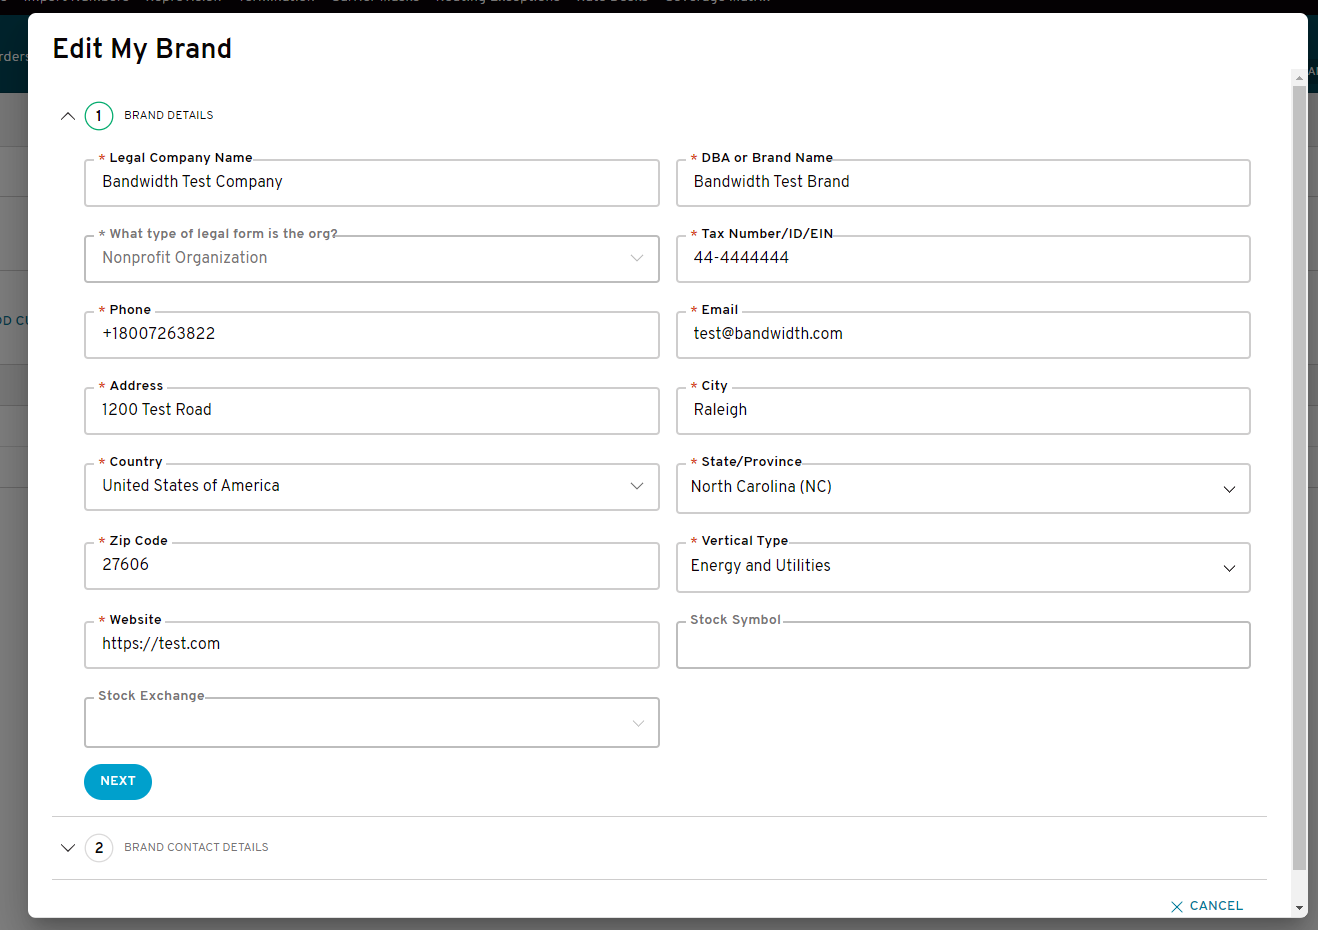 Edit My Brand
1 BRAND DETAILS
* Legal Company Name
Bandwidth Test Company
* DBA or Brand Name
Bandwidth Test Brand
* What type of legal form is the org?
Nonprofit Organization
* Tax Number/ID/EIN
44-4444444
* Phone
+18007263822
* Email
test@bandwidth.com
* Address
1200 Test Road
* City
Raleigh
* Country
United States of America
* State/Province
North Carolina (NC)
* Zip Code
27606
* Vertical Type
Energy and Utilities
* Website
https://test.com
Stock Symbol
Stock Exchange
NEXT
2 BRAND CONTACT DETAILS
CANCEL